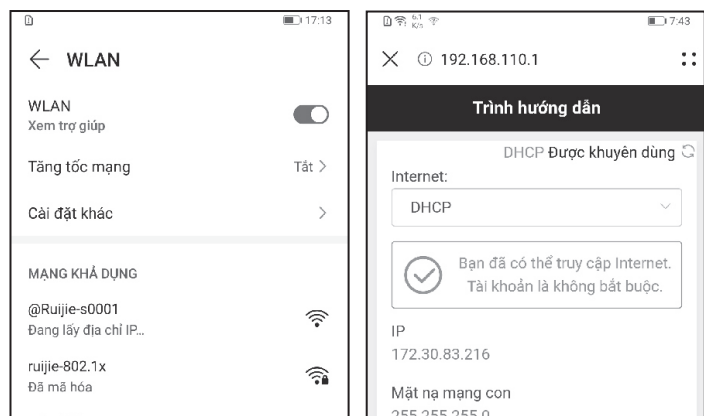 17:13
WLAN
WLAN
Xem trợ giúp
Tăng tốc mạng
Tắt
Cài đặt khác
MẠNG KHẢ DỤNG
@Ruijie-s0001
Đang lấy địa chỉ IP...
ruijie-802.1x
Đã mã hóa
6.1
K/s
7:43
192.168.110.1
Trình hướng dẫn
DHCP Được khuyên dùng
Internet:
DHCP
Bạn đã có thể truy cập Internet.
Tài khoản là không bắt buộc.
IP
172.30.83.216
Mặt nạ mạng con
255.255.255.0